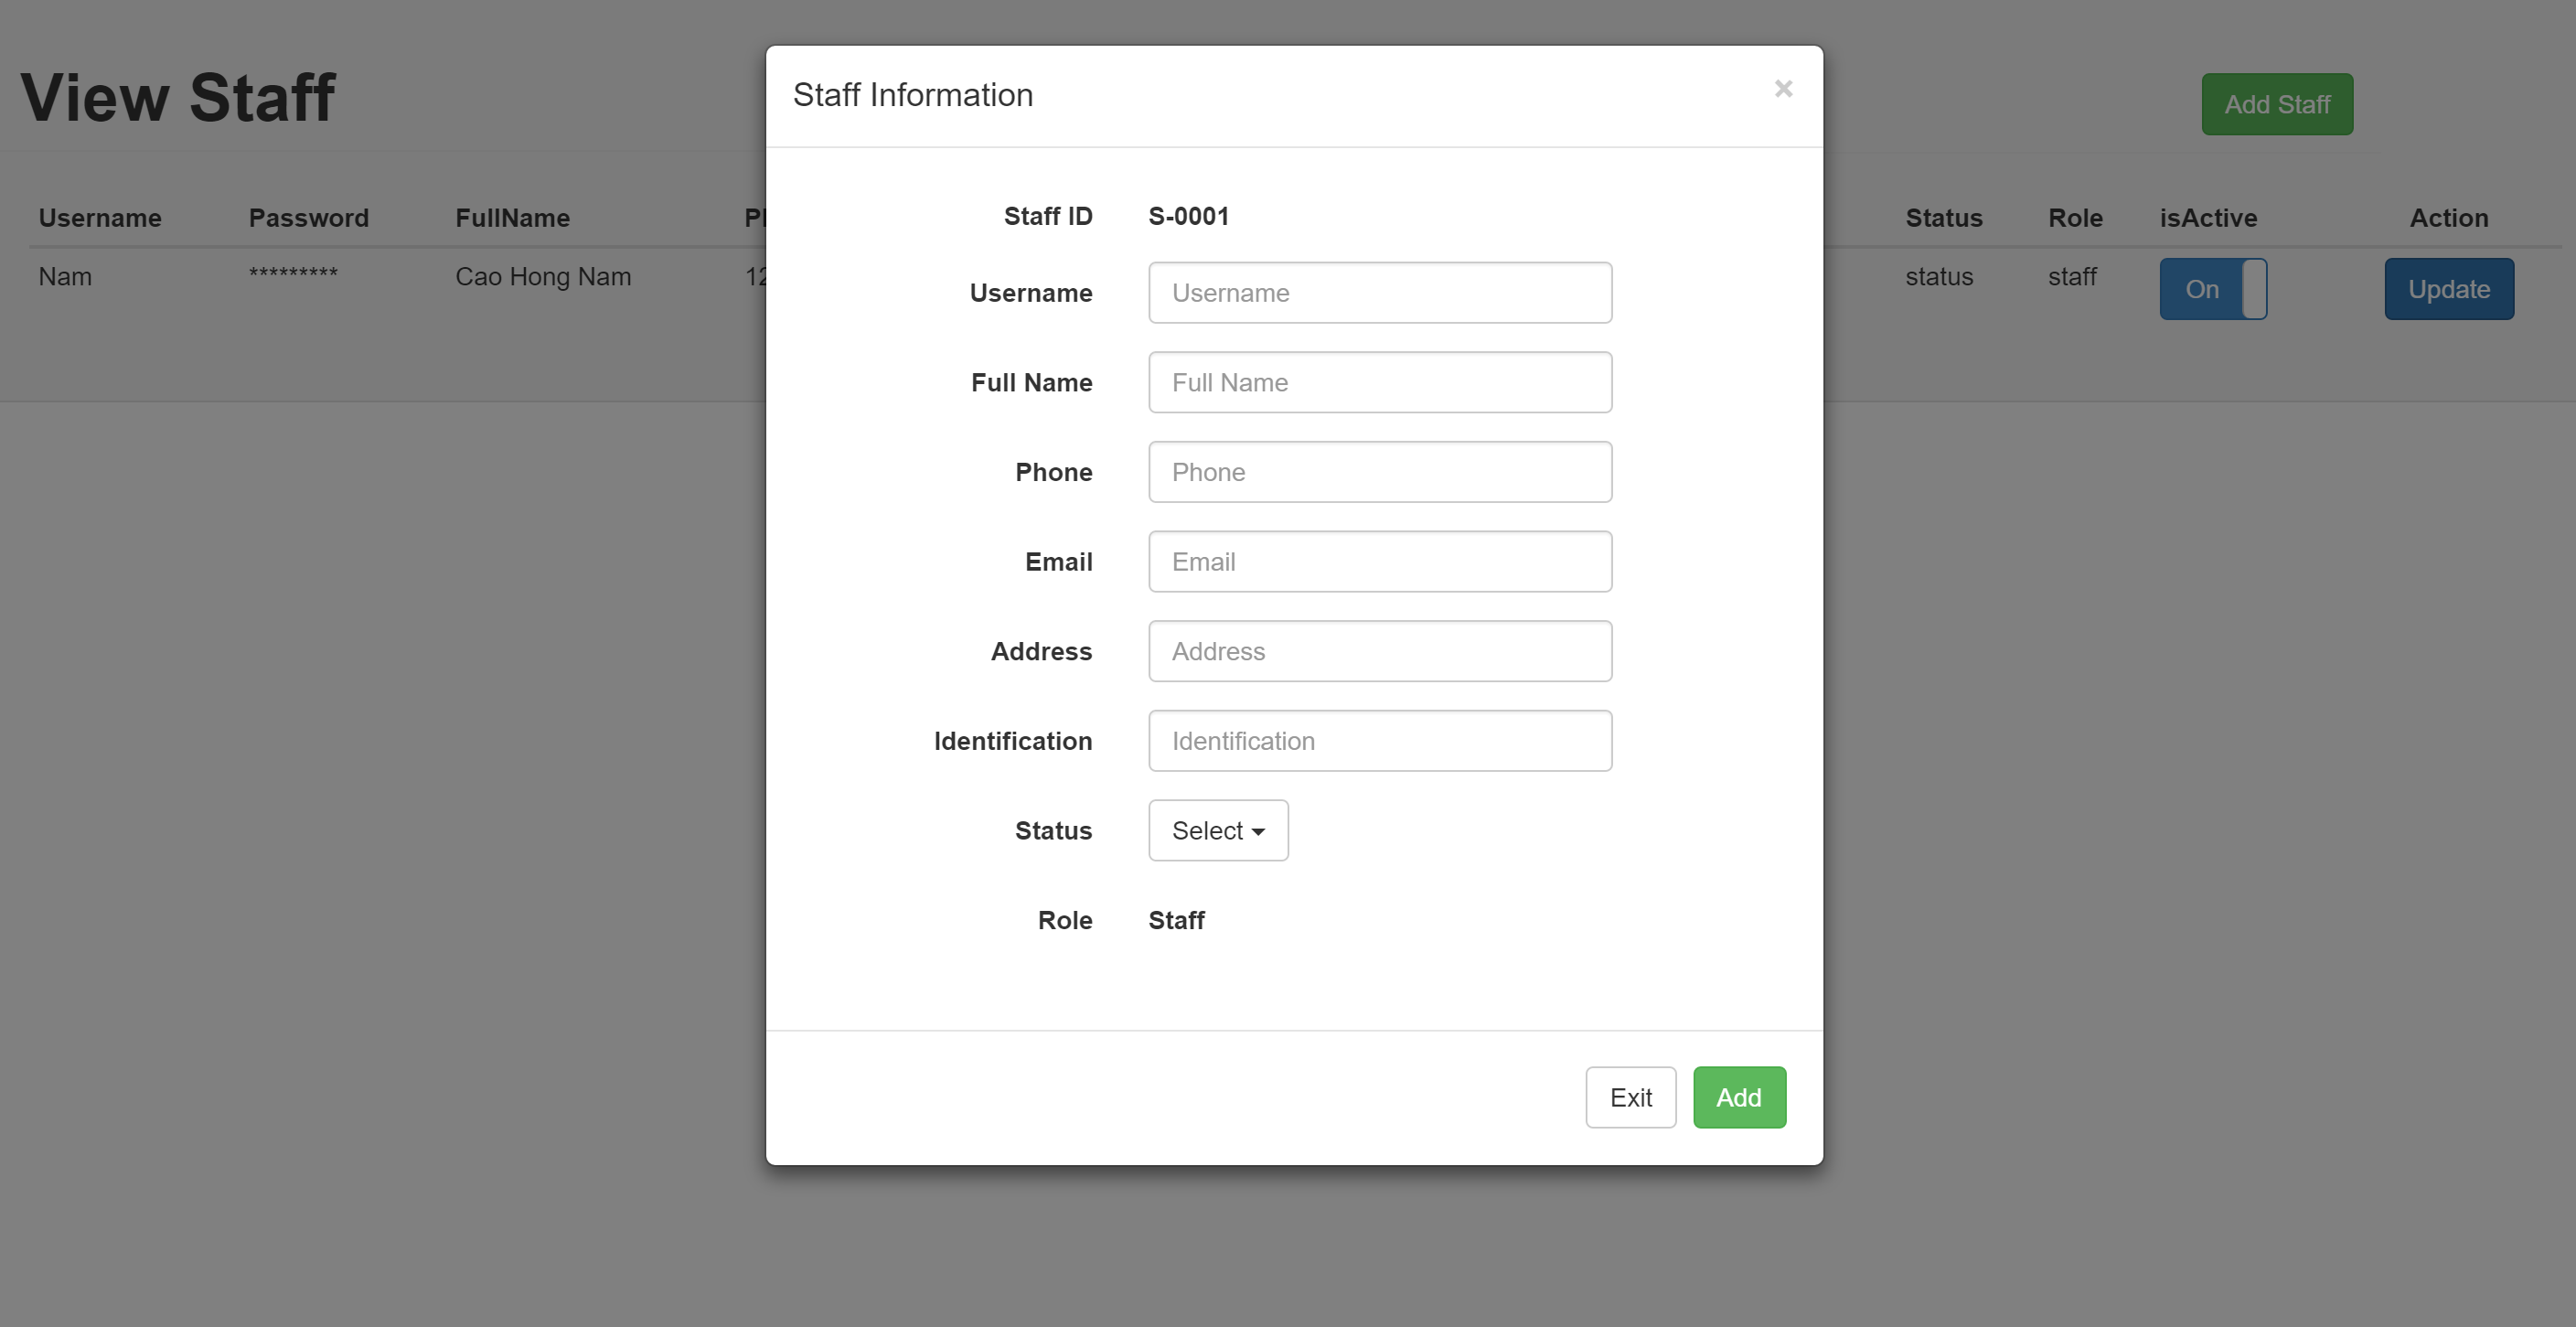 View Staff
Add Staff
Username Password FullName Status Role isActive Action
Nam ********* Cao Hong Nam 12 status staff On Update
Staff Information ×
Staff ID S-0001
Username Username
Full Name Full Name
Phone Phone
Email Email
Address Address
Identification Identification
Status Select
Role Staff
Exit Add